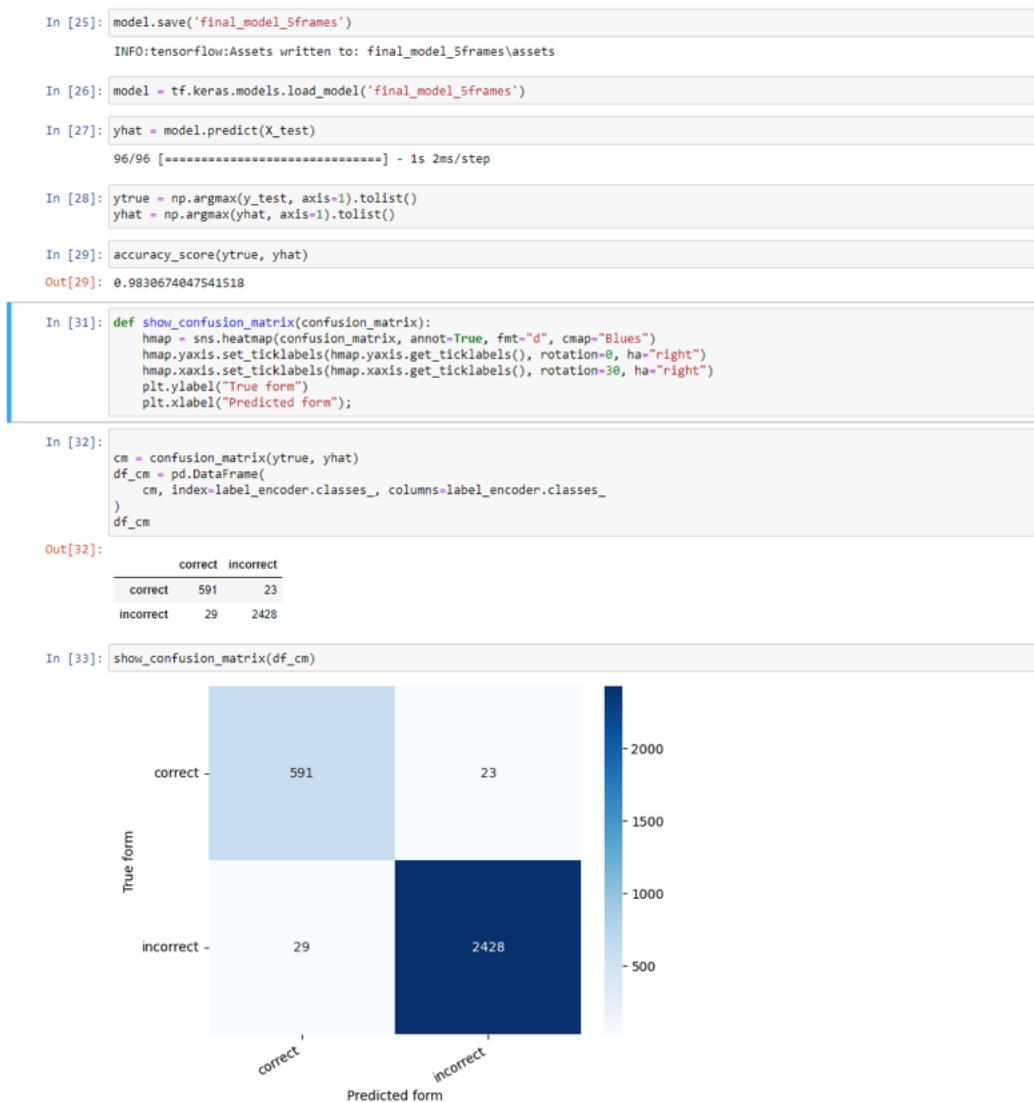 In [25]: model.save('final_model_5frames')
INFO:tensorflow:Assets written to: final_model_5frames\assets
In [26]: model = tf.keras.models.load_model('final_model_5frames')
In [27]: yhat = model.predict(X_test)
96/96 [==============================] - 1s 2ms/step
In [28]: ytrue = np.argmax(y_test, axis=1).tolist()
yhat = np.argmax(yhat, axis=1).tolist()
In [29]: accuracy_score(ytrue, yhat)
Out[29]: 0.9830674047541518
In [31]: def show_confusion_matrix(confusion_matrix):
hmap = sns.heatmap(confusion_matrix, annot=True, fmt="d", cmap="Blues")
hmap.yaxis.set_ticklabels(hmap.yaxis.get_ticklabels(), rotation=0, ha="right")
hmap.xaxis.set_ticklabels(hmap.xaxis.get_ticklabels(), rotation=30, ha="right")
plt.ylabel("True form")
plt.xlabel("Predicted form");
In [32]:
cm = confusion_matrix(ytrue, yhat)
df_cm = pd.DataFrame(
cm, index=label_encoder.classes_, columns=label_encoder.classes_
)
df_cm
Out[32]:
correct incorrect
correct 591 23
incorrect 29 2428
In [33]: show_confusion_matrix(df_cm)
2000
correct 591 23
1500
True form
1000
incorrect 29 2428
500
correct incorrect
Predicted form